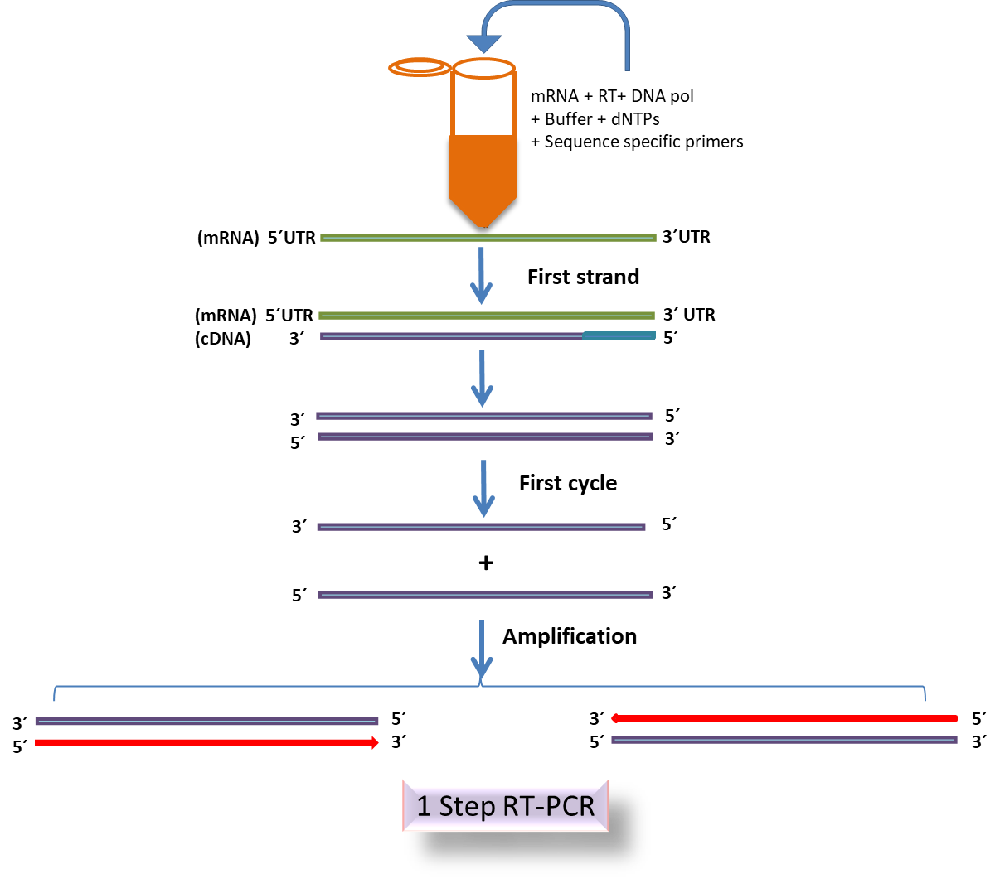 mRNA + RT+ DNA pol
+ Buffer + dNTPs
+ Sequence specific primers
(mRNA) 5´UTR 3´UTR
First strand
(mRNA) 5´UTR 3´ UTR
(cDNA) 3´ 5´
3´ 5´
5´ 3´
First cycle
3´ 5´
+
5´ 3´
Amplification
3´ 5´ 3´ 5´
5´ 3´ 5´ 3´
1 Step RT-PCR